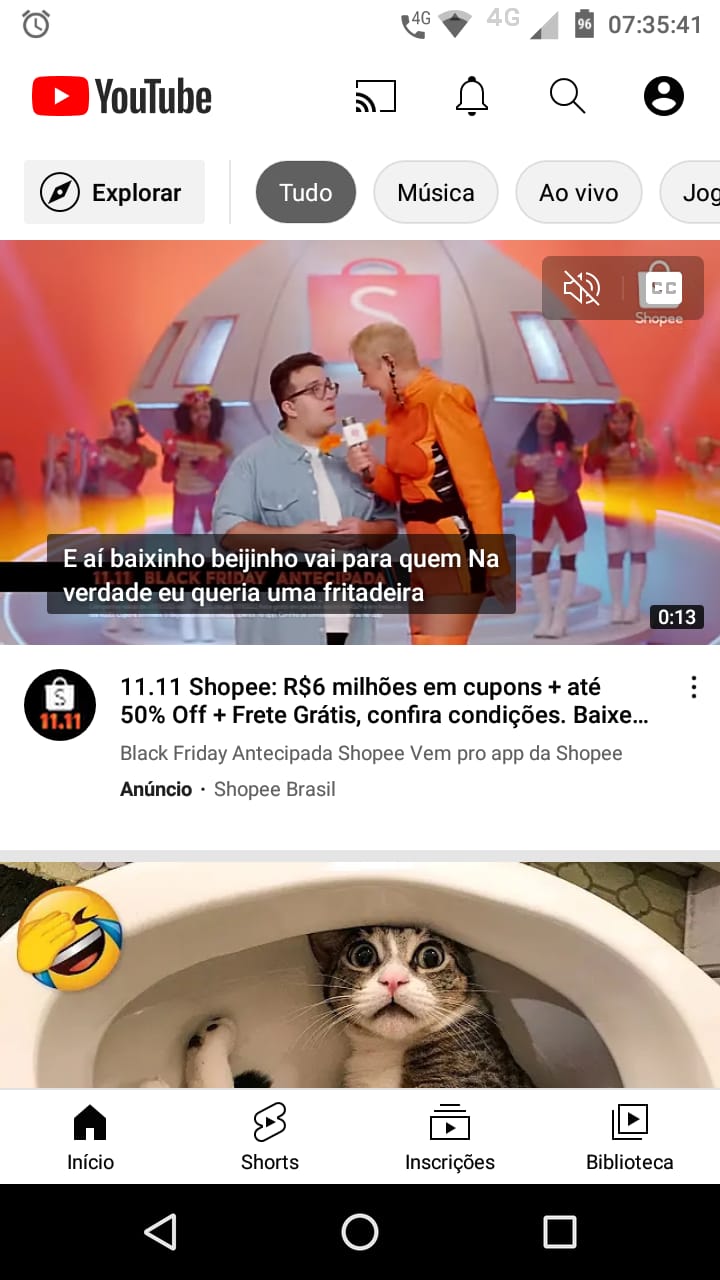 4G
4G
96
07:35:41
YouTube
Explorar
Tudo
Música
Ao vivo
Jog
S
CC
Shopee
E aí baixinho beijinho vai para quem Na
verdade eu queria uma fritadeira
11.11 BLACK FRIDAY ANTECIPADA
0:13
S
11.11
11.11 Shopee: R$6 milhões em cupons + até
50% Off + Frete Grátis, confira condições. Baixe...
Black Friday Antecipada Shopee Vem pro app da Shopee
Anúncio · Shopee Brasil
Início
Shorts
Inscrições
Biblioteca